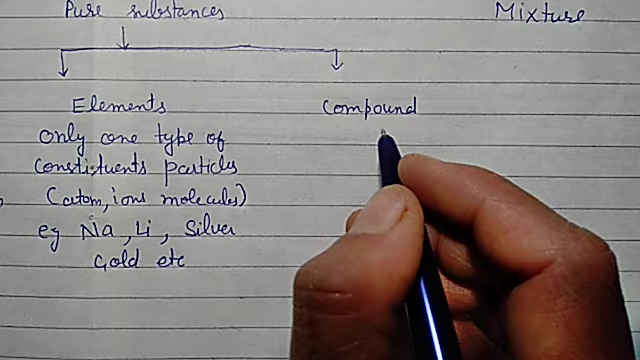 Pure substances
Mixture
Elements
Compound
Only one type of
constituents particles
(atom, ions molecules)
eg Na, Li, Silver
Gold etc